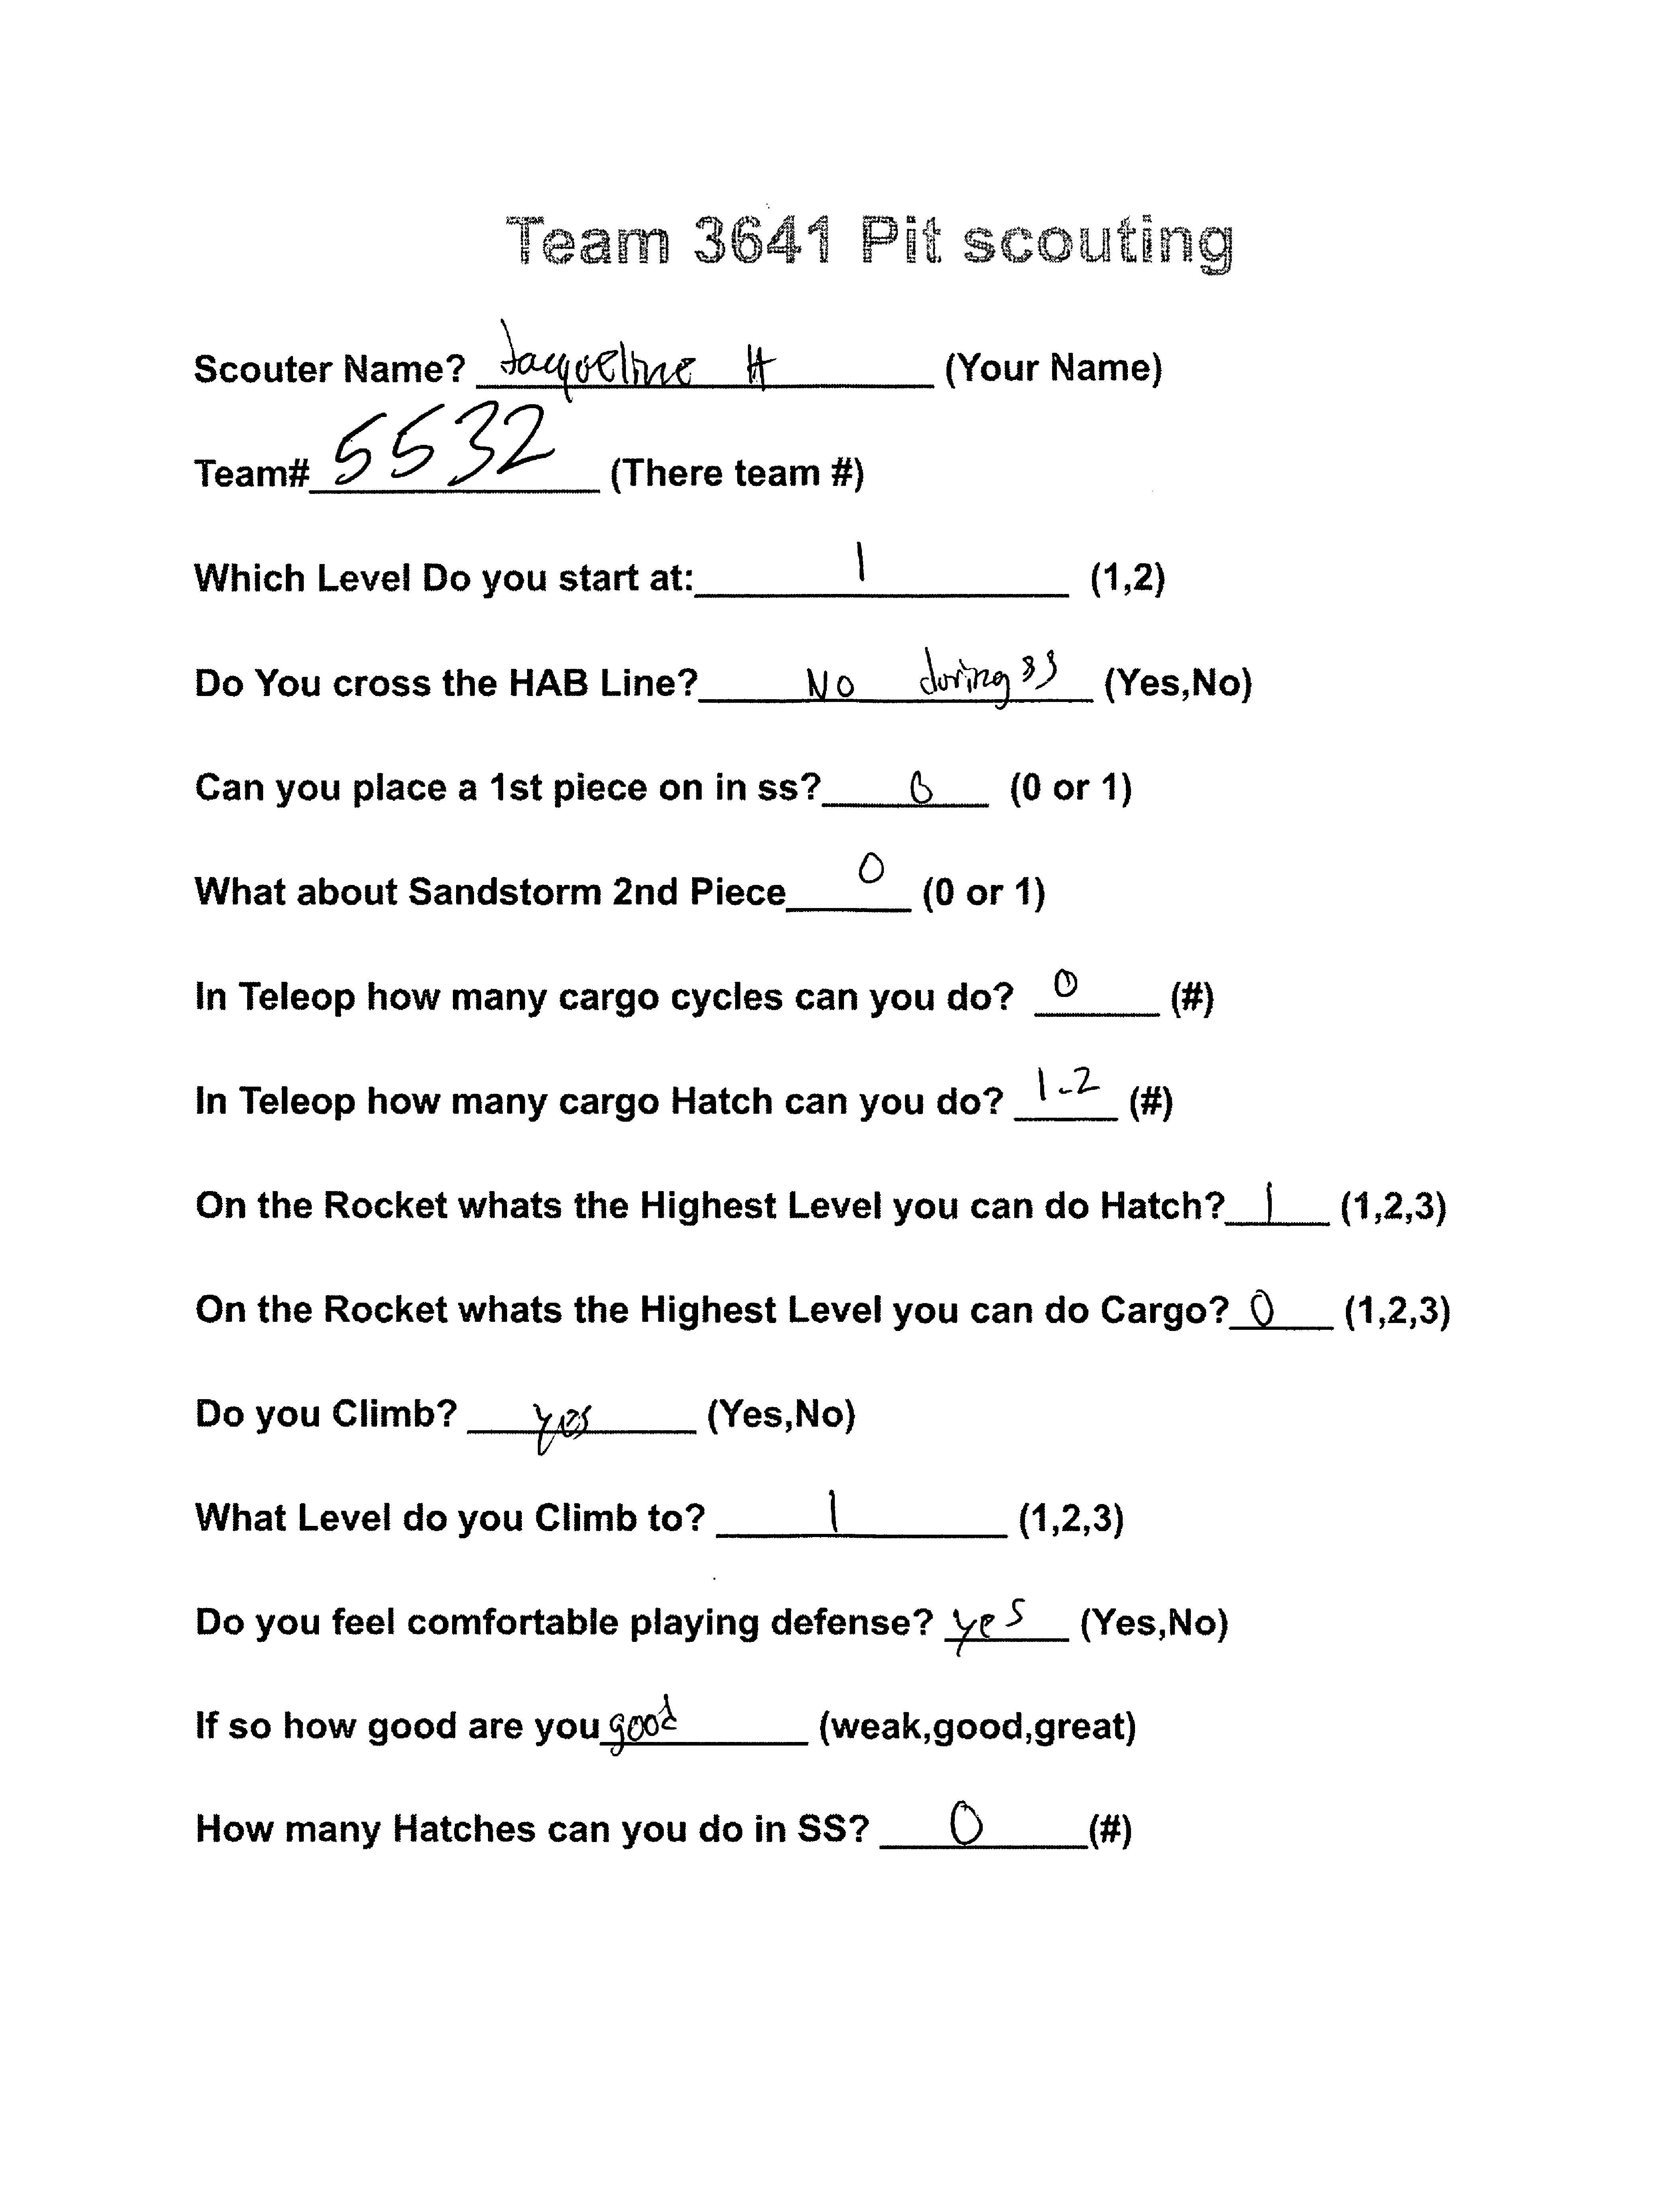 Team 3641 Pit scouting
Scouter Name? Jacqueline H (Your Name)
Team# 5532 (There team #)
Which Level Do you start at: 1 (1,2)
Do You cross the HAB Line? No during ss (Yes,No)
Can you place a 1st piece on in ss? 0 (0 or 1)
What about Sandstorm 2nd Piece 0 (0 or 1)
In Teleop how many cargo cycles can you do? 0 (#)
In Teleop how many cargo Hatch can you do? 1-2 (#)
On the Rocket whats the Highest Level you can do Hatch? 1 (1,2,3)
On the Rocket whats the Highest Level you can do Cargo? 0 (1,2,3)
Do you Climb? yes (Yes,No)
What Level do you Climb to? 1 (1,2,3)
Do you feel comfortable playing defense? yes (Yes,No)
If so how good are you good (weak,good,great)
How many Hatches can you do in SS? 0 (#)